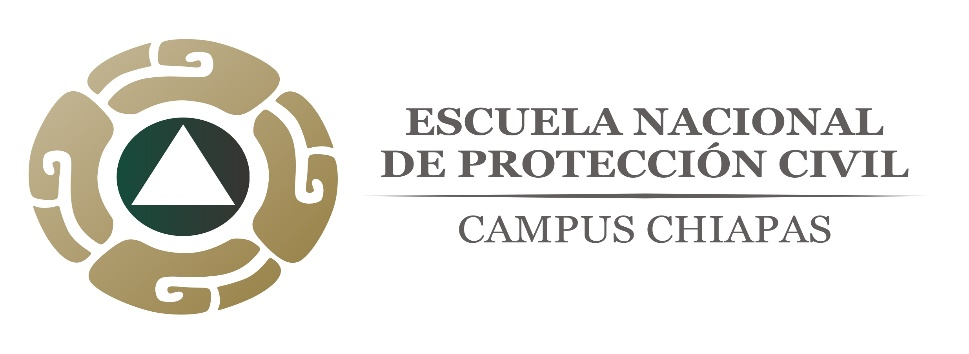 ESCUELA NACIONAL
DE PROTECCIÓN CIVIL
CAMPUS CHIAPAS